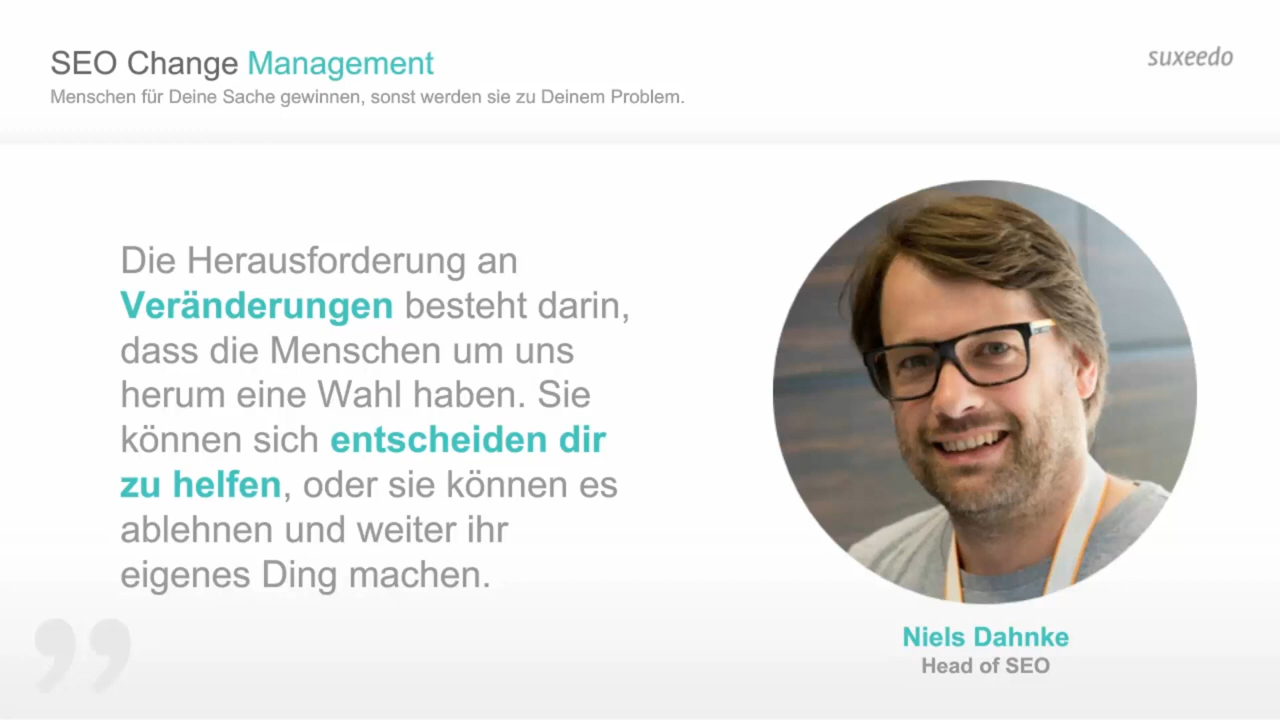 SEO Change Management
suxeedo
Menschen für Deine Sache gewinnen, sonst werden sie zu Deinem Problem.
Die Herausforderung an
Veränderungen besteht darin,
dass die Menschen um uns
herum eine Wahl haben. Sie
können sich entscheiden dir
zu helfen, oder sie können es
ablehnen und weiter ihr
eigenes Ding machen.
”
Niels Dahnke
Head of SEO